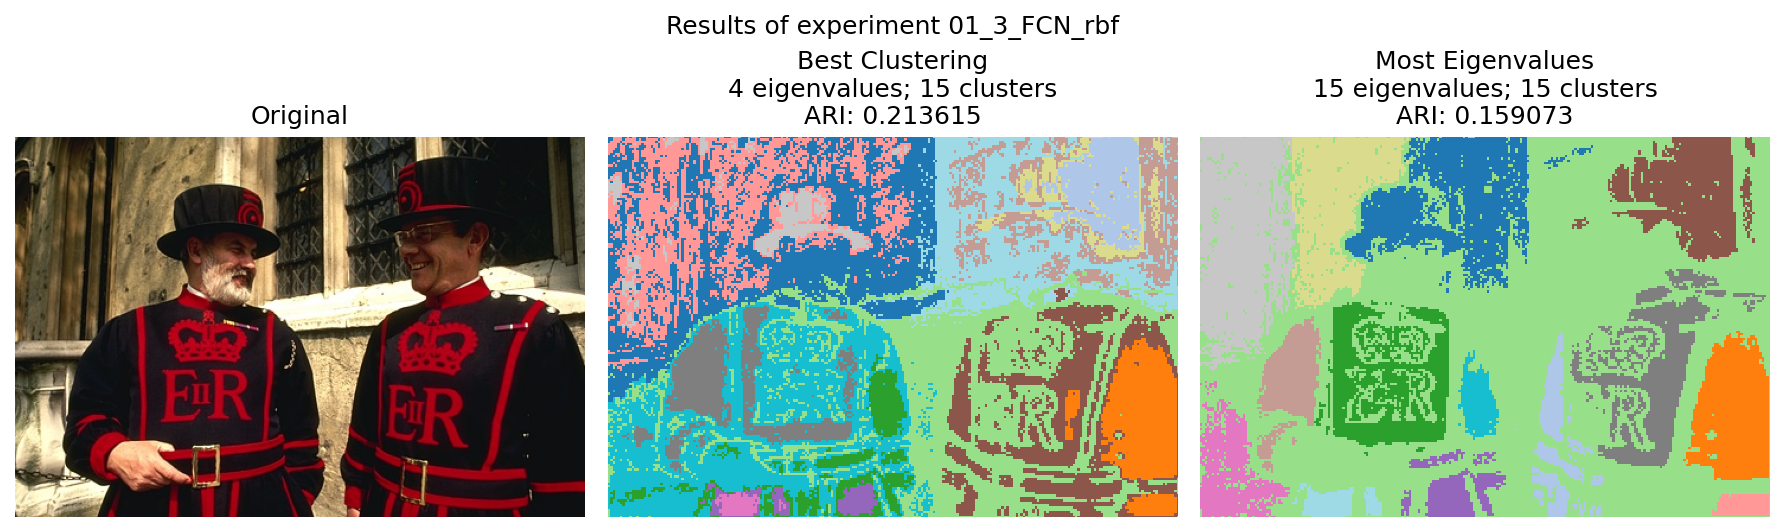 Results of experiment 01_3_FCN_rbf
Original
Best Clustering
4 eigenvalues; 15 clusters
ARI: 0.213615
Most Eigenvalues
15 eigenvalues; 15 clusters
ARI: 0.159073
EIIR
EIIR